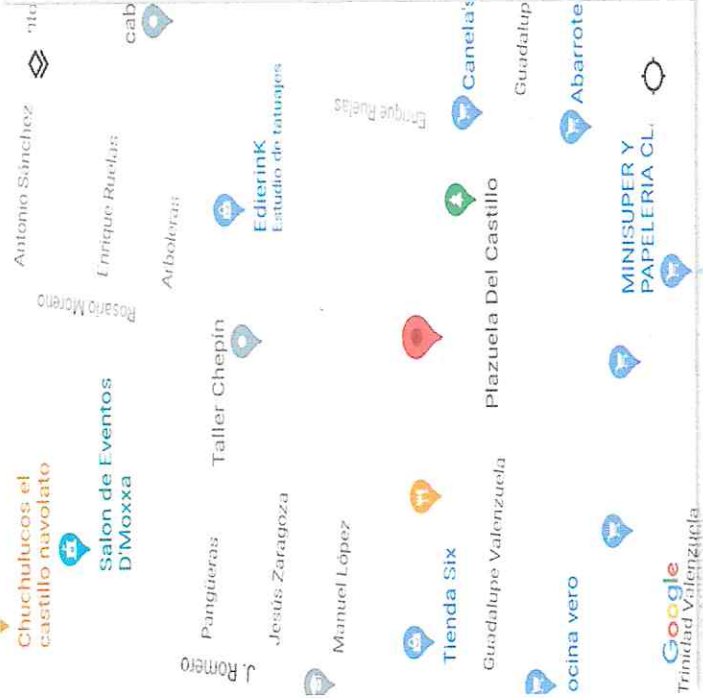 Chuchulucos el
castillo navolato
Antonio Sánchez
Rosario Moreno
Salon de Eventos
D'Moxxa
Enrique Ruelas
cab
Arboleras
J. Romero
Pangüeras
Taller Chepin
Jesús Zaragoza
EdierinK
Estudio de tatuajes
Manuel López
Enrique Ruelas
Tienda Six
Canela's
Plazuela Del Castillo
Guadalupe Valenzuela
Guadalup
ocina vero
Abarrote
MINISUPER Y
PAPELERIA CL.
Google
Trinidad Valenzuela